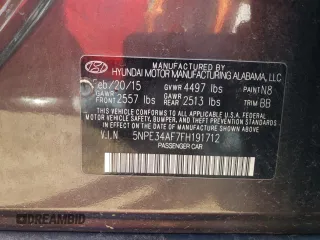 MANUFACTURED BY
HYUNDAI MOTOR MANUFACTURING ALABAMA, LLC
Feb/20/15 GVWR 4497 lbs PAINT N8
GAWR FRONT 2557 lbs GAWR REAR 2513 lbs TRIM BB
THIS VEHICLE CONFORMS TO ALL APPLICABLE
U.S. FEDERAL MOTOR VEHICLE SAFETY,
BUMPER, AND THEFT PREVENTION STANDARDS
IN EFFECT ON THE DATE OF MANUFACTURE
SHOWN ABOVE.
V.I.N 5NPE34AF7FH191712
PASSENGER CAR
DREAMBID